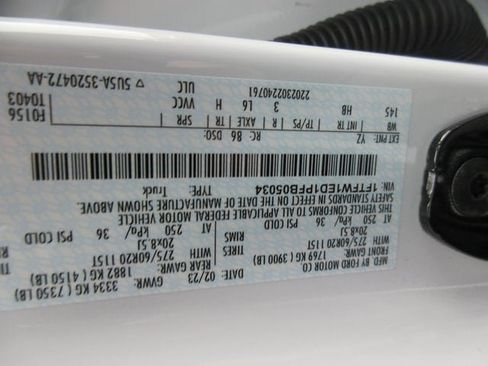 MFD. BY FORD MOTOR CO.
DATE: 02/23 GVWR: 3334 KG ( 7350 LB)
FRONT GAWR: REAR GAWR:
1769 KG ( 3900 LB) 1882 KG ( 4150 LB)
275/60R20 115T TIRES 275/60R20 115T
20x8.5J RIMS 20x8.5J
AT 250 kPa/ 36 PSI COLD AT 250 kPa/ 36 PSI COLD
THIS VEHICLE CONFORMS TO ALL APPLICABLE FEDERAL MOTOR VEHICLE
SAFETY STANDARDS IN EFFECT ON THE DATE OF MANUFACTURE SHOWN ABOVE.
VIN: 1FTFW1ED1PFB05034
TYPE: Truck
EXT PNT: YZ RC: 86 DSO: F0156
WB INT TR TP/PS R AXLE TR SPR T0403
145 HB 3 L6 H VVCC
2202302240761 ULC ▽ 5U5A-3520472-AA